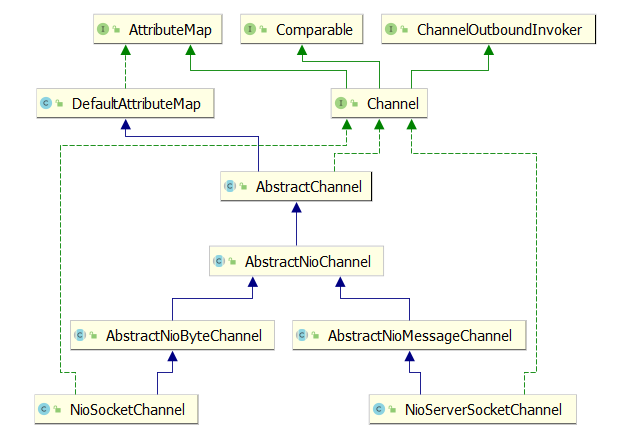 AttributeMap
Comparable
ChannelOutboundInvoker
DefaultAttributeMap
Channel
AbstractChannel
AbstractNioChannel
AbstractNioByteChannel
AbstractNioMessageChannel
NioSocketChannel
NioServerSocketChannel